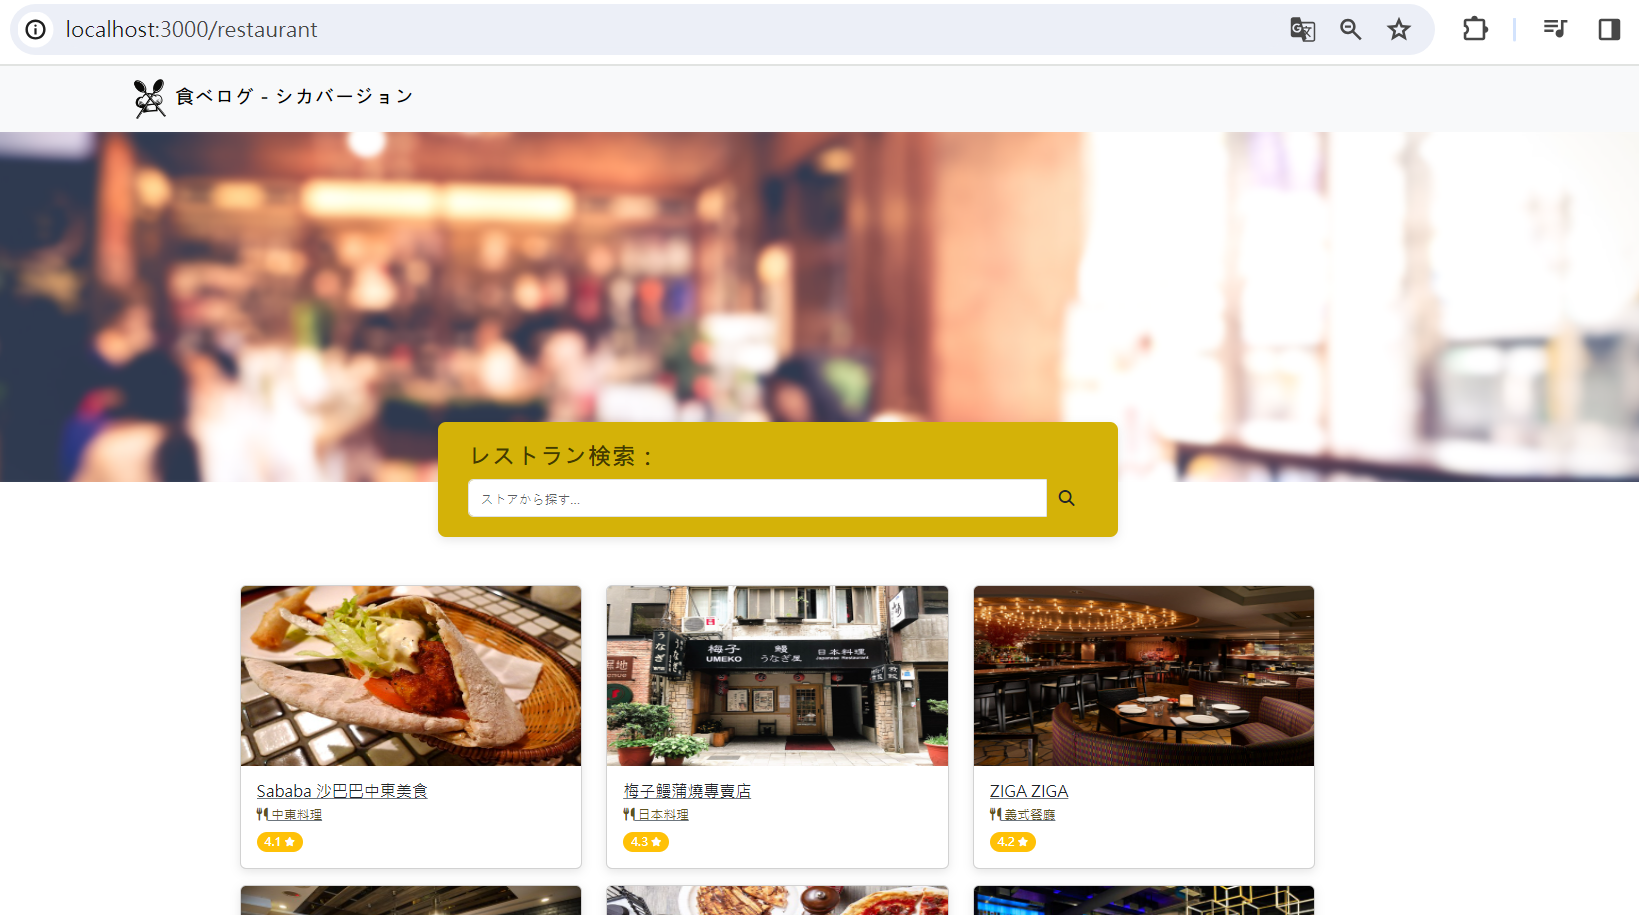 localhost:3000/restaurant
食べログ - シカバージョン
レストラン検索：
ストアから探す...
うなぎ
梅子
UMEKO
鰻
うなぎ屋
日本料理
Japanese Restaurant
Sababa 沙巴巴中東美食
中東料理
4.1
梅子鰻蒲燒專賣店
日本料理
4.3
ZIGA ZIGA
義式餐廳
4.2